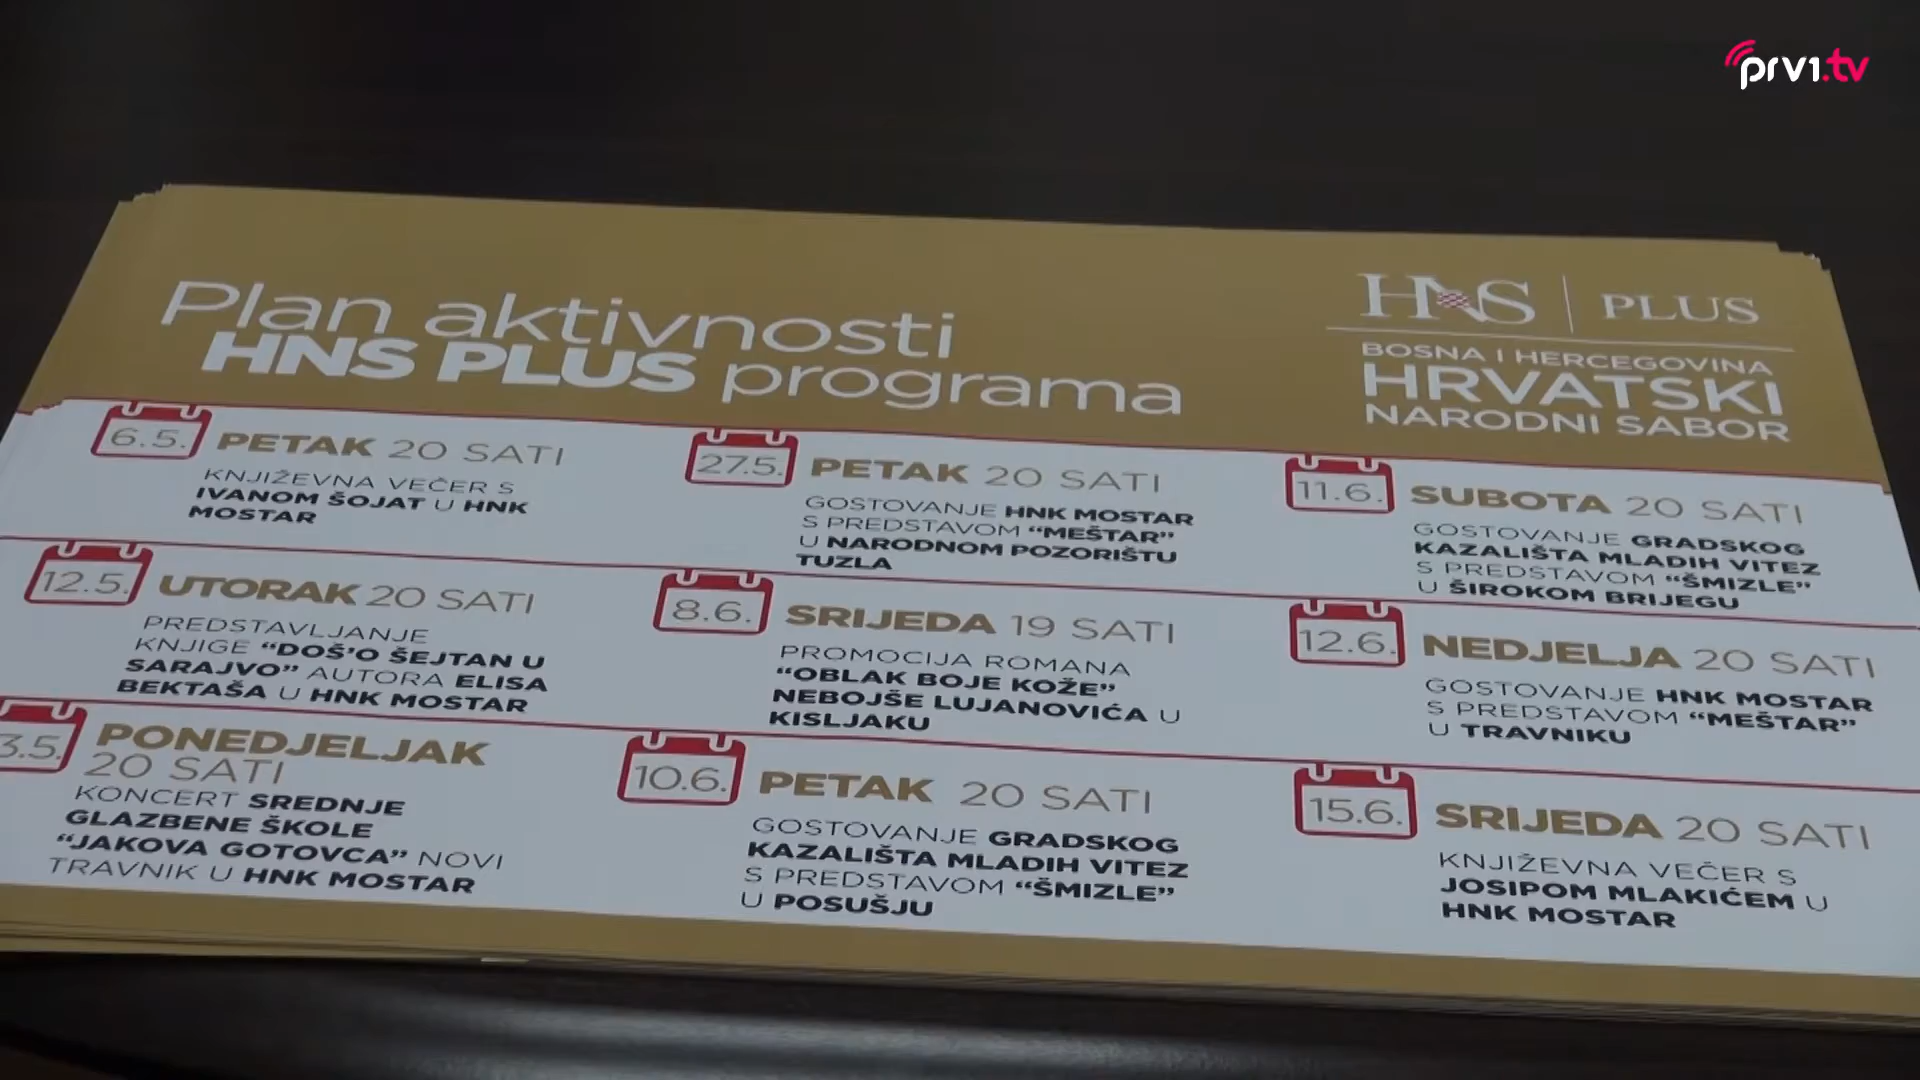 prv1.tv
Plan aktivnosti
HNS PLUS programa
HNS | PLUS
BOSNA I HERCEGOVINA
HRVATSKI
NARODNI SABOR
6.5. PETAK 20 SATI
KNJIŽEVNA VEČER S
IVANOM ŠOJAT U HNK
MOSTAR
12.5. UTORAK 20 SATI
PREDSTAVLJANJE
KNJIGE “DOŠ’O ŠEJTAN U
SARAJVO” AUTORA ELISA
BEKTAŠA U HNK MOSTAR
3.5. PONEDJELJAK
20 SATI
KONCERT SREDNJE
GLAZBENE ŠKOLE
“JAKOVA GOTOVCA” NOVI
TRAVNIK U HNK MOSTAR
27.5. PETAK 20 SATI
GOSTOVANJE HNK MOSTAR
S PREDSTAVOM “MEŠTAR”
U NARODNOM POZORIŠTU
TUZLA
8.6. SRIJEDA 19 SATI
PROMOCIJA ROMANA
“OBLAK BOJE KOŽE”
NEBOJŠE LUJANOVIĆA U
KISLJAKU
10.6. PETAK 20 SATI
GOSTOVANJE GRADSKOG
KAZALIŠTA MLADIH VITEZ
S PREDSTAVOM “ŠMIZLE”
U POSUŠJU
11.6. SUBOTA 20 SATI
GOSTOVANJE GRADSKOG
KAZALIŠTA MLADIH VITEZ
S PREDSTAVOM “ŠMIZLE”
U ŠIROKOM BRIJEGU
12.6. NEDJELJA 20 SATI
GOSTOVANJE HNK MOSTAR
S PREDSTAVOM “MEŠTAR”
U TRAVNIKU
15.6. SRIJEDA 20 SATI
KNJIŽEVNA VEČER S
JOSIPOM MLAKIĆEM U
HNK MOSTAR